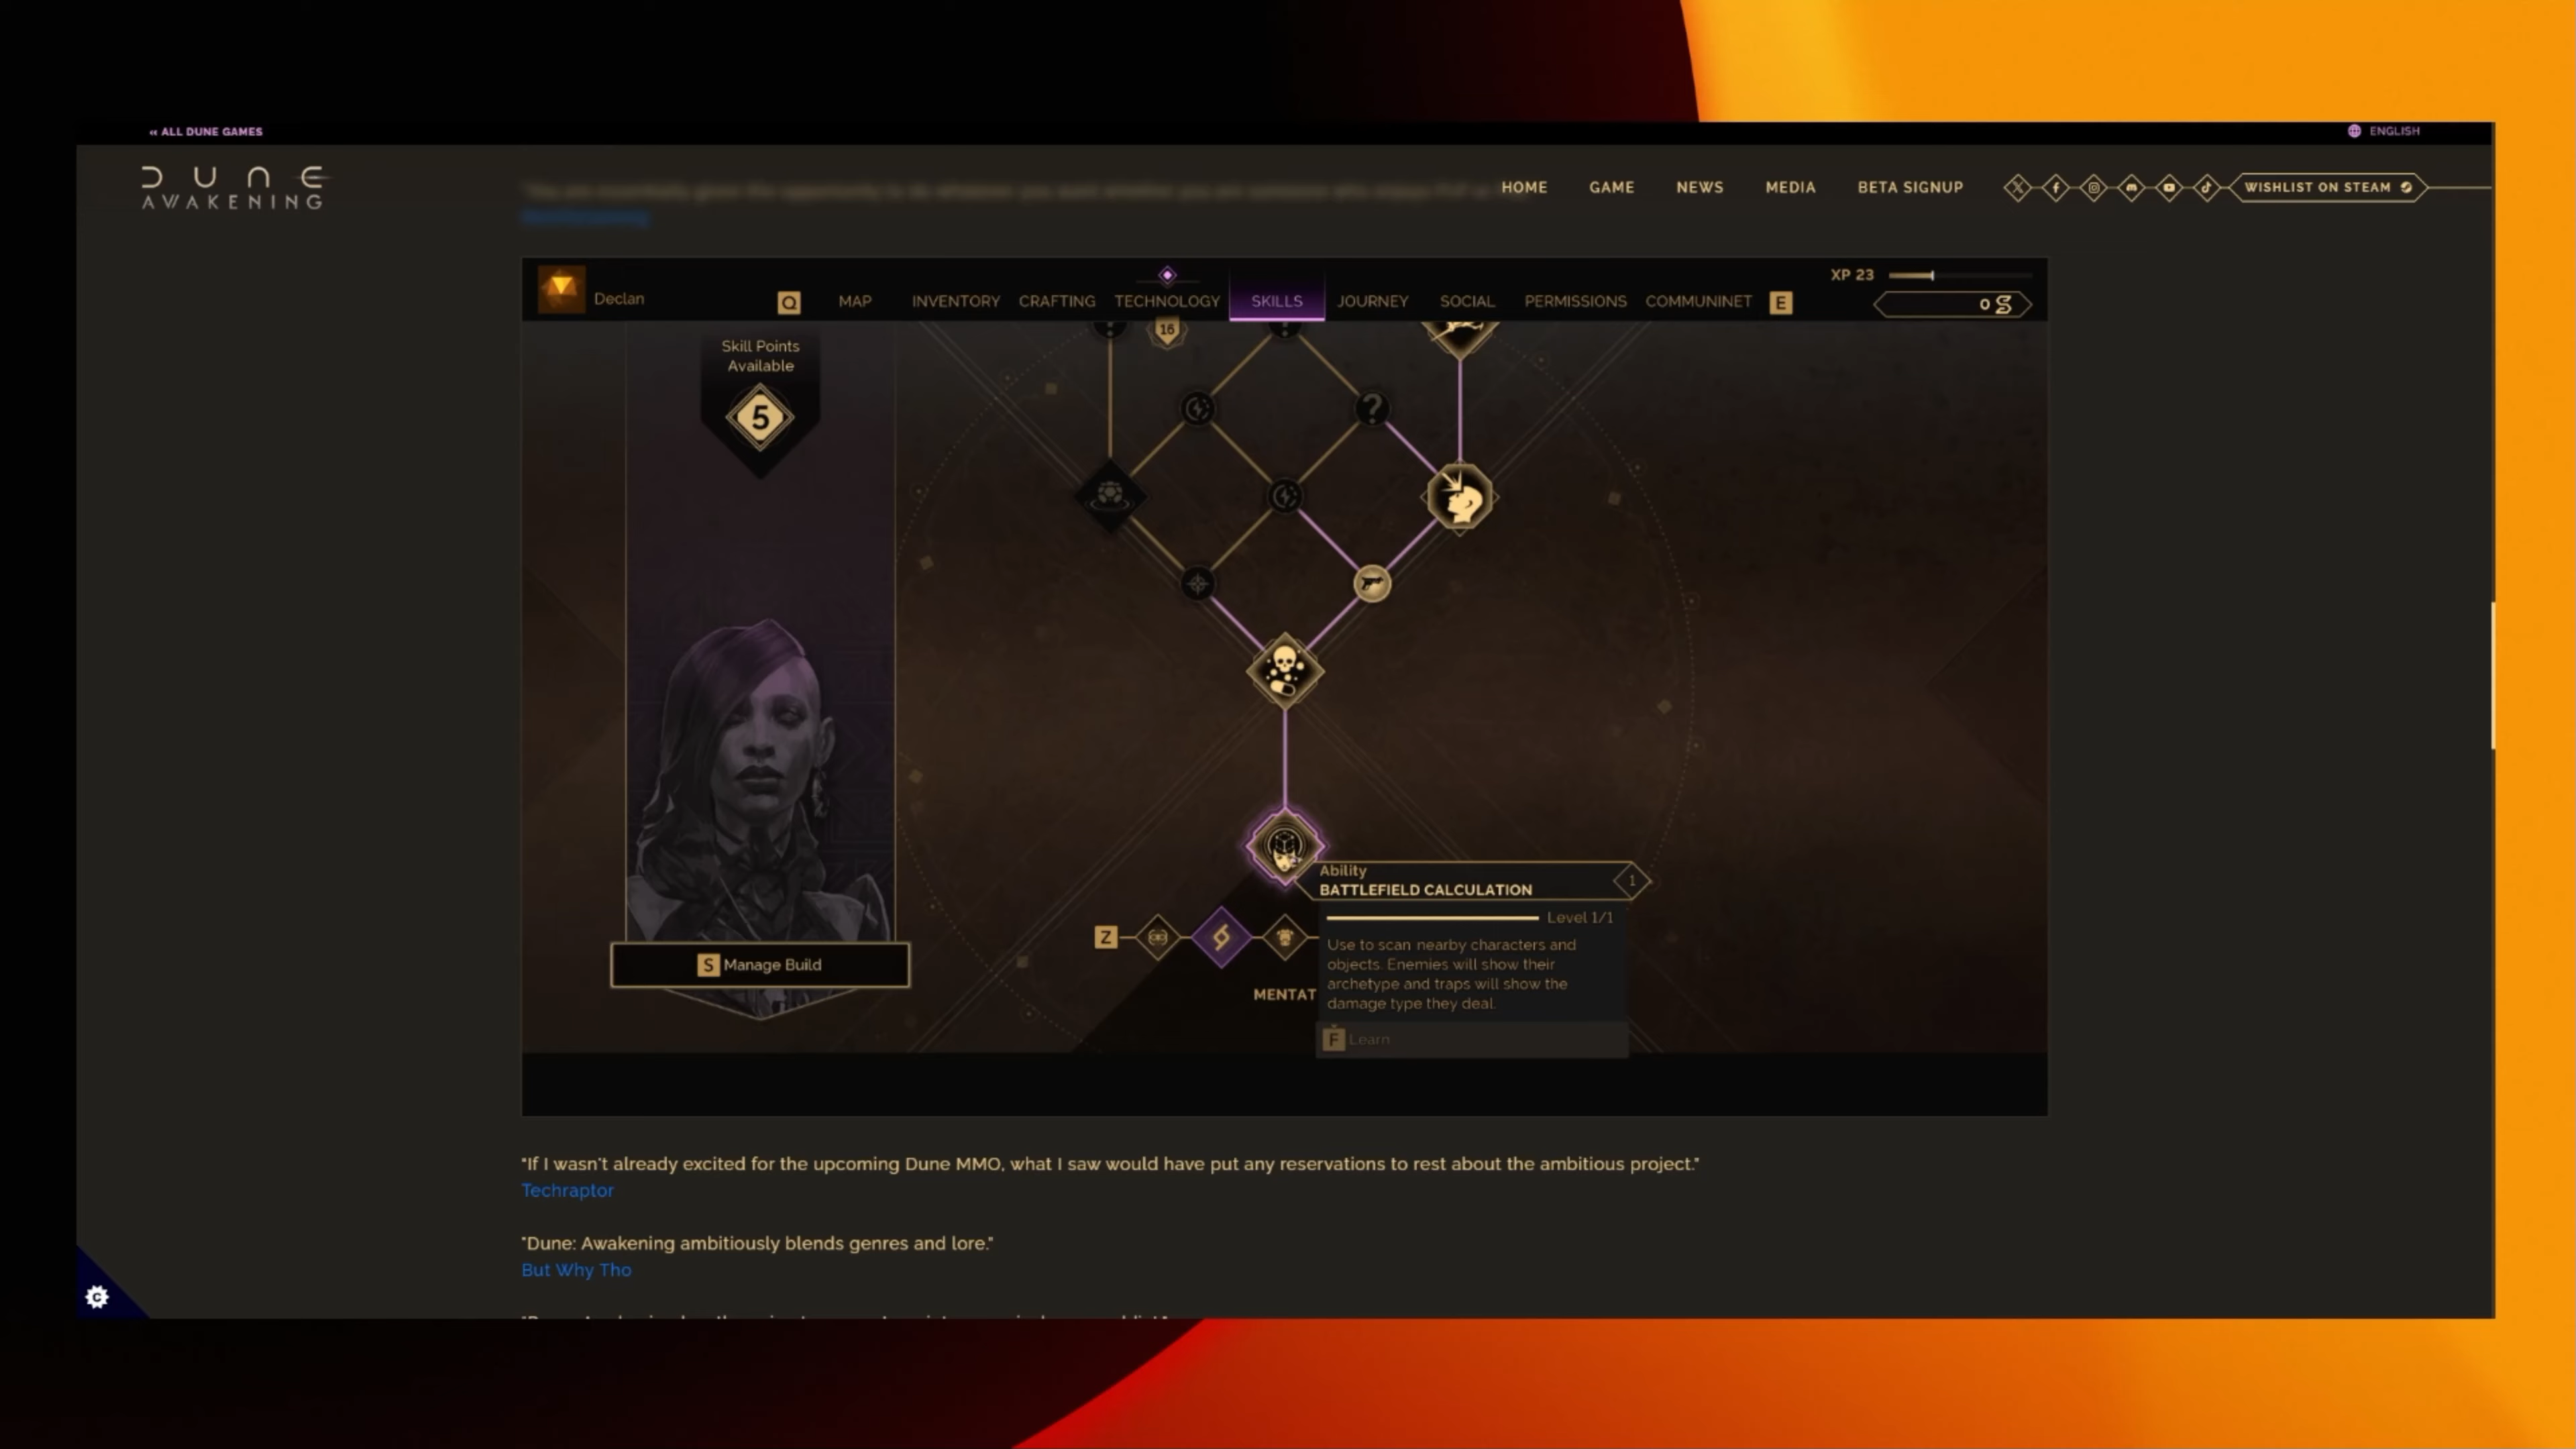 ‹‹ ALL DUNE GAMES
ENGLISH
DUNE
AWAKENING
HOME
GAME
NEWS
MEDIA
BETA SIGNUP
WISHLIST ON STEAM
Declan
Q
MAP
INVENTORY
CRAFTING
TECHNOLOGY
SKILLS
JOURNEY
SOCIAL
PERMISSIONS
COMMUNINET
E
XP 23
0
16
Skill Points
Available
5
?
Ability
BATTLEFIELD CALCULATION
1
Level 1/1
Use to scan nearby characters and
objects. Enemies will show their
archetype and traps will show the
damage type they deal.
F Learn
Z
MENTAT
S Manage Build
"If I wasn't already excited for the upcoming Dune MMO, what I saw would have put any reservations to rest about the ambitious project."
Techraptor
"Dune: Awakening ambitiously blends genres and lore."
But Why Tho